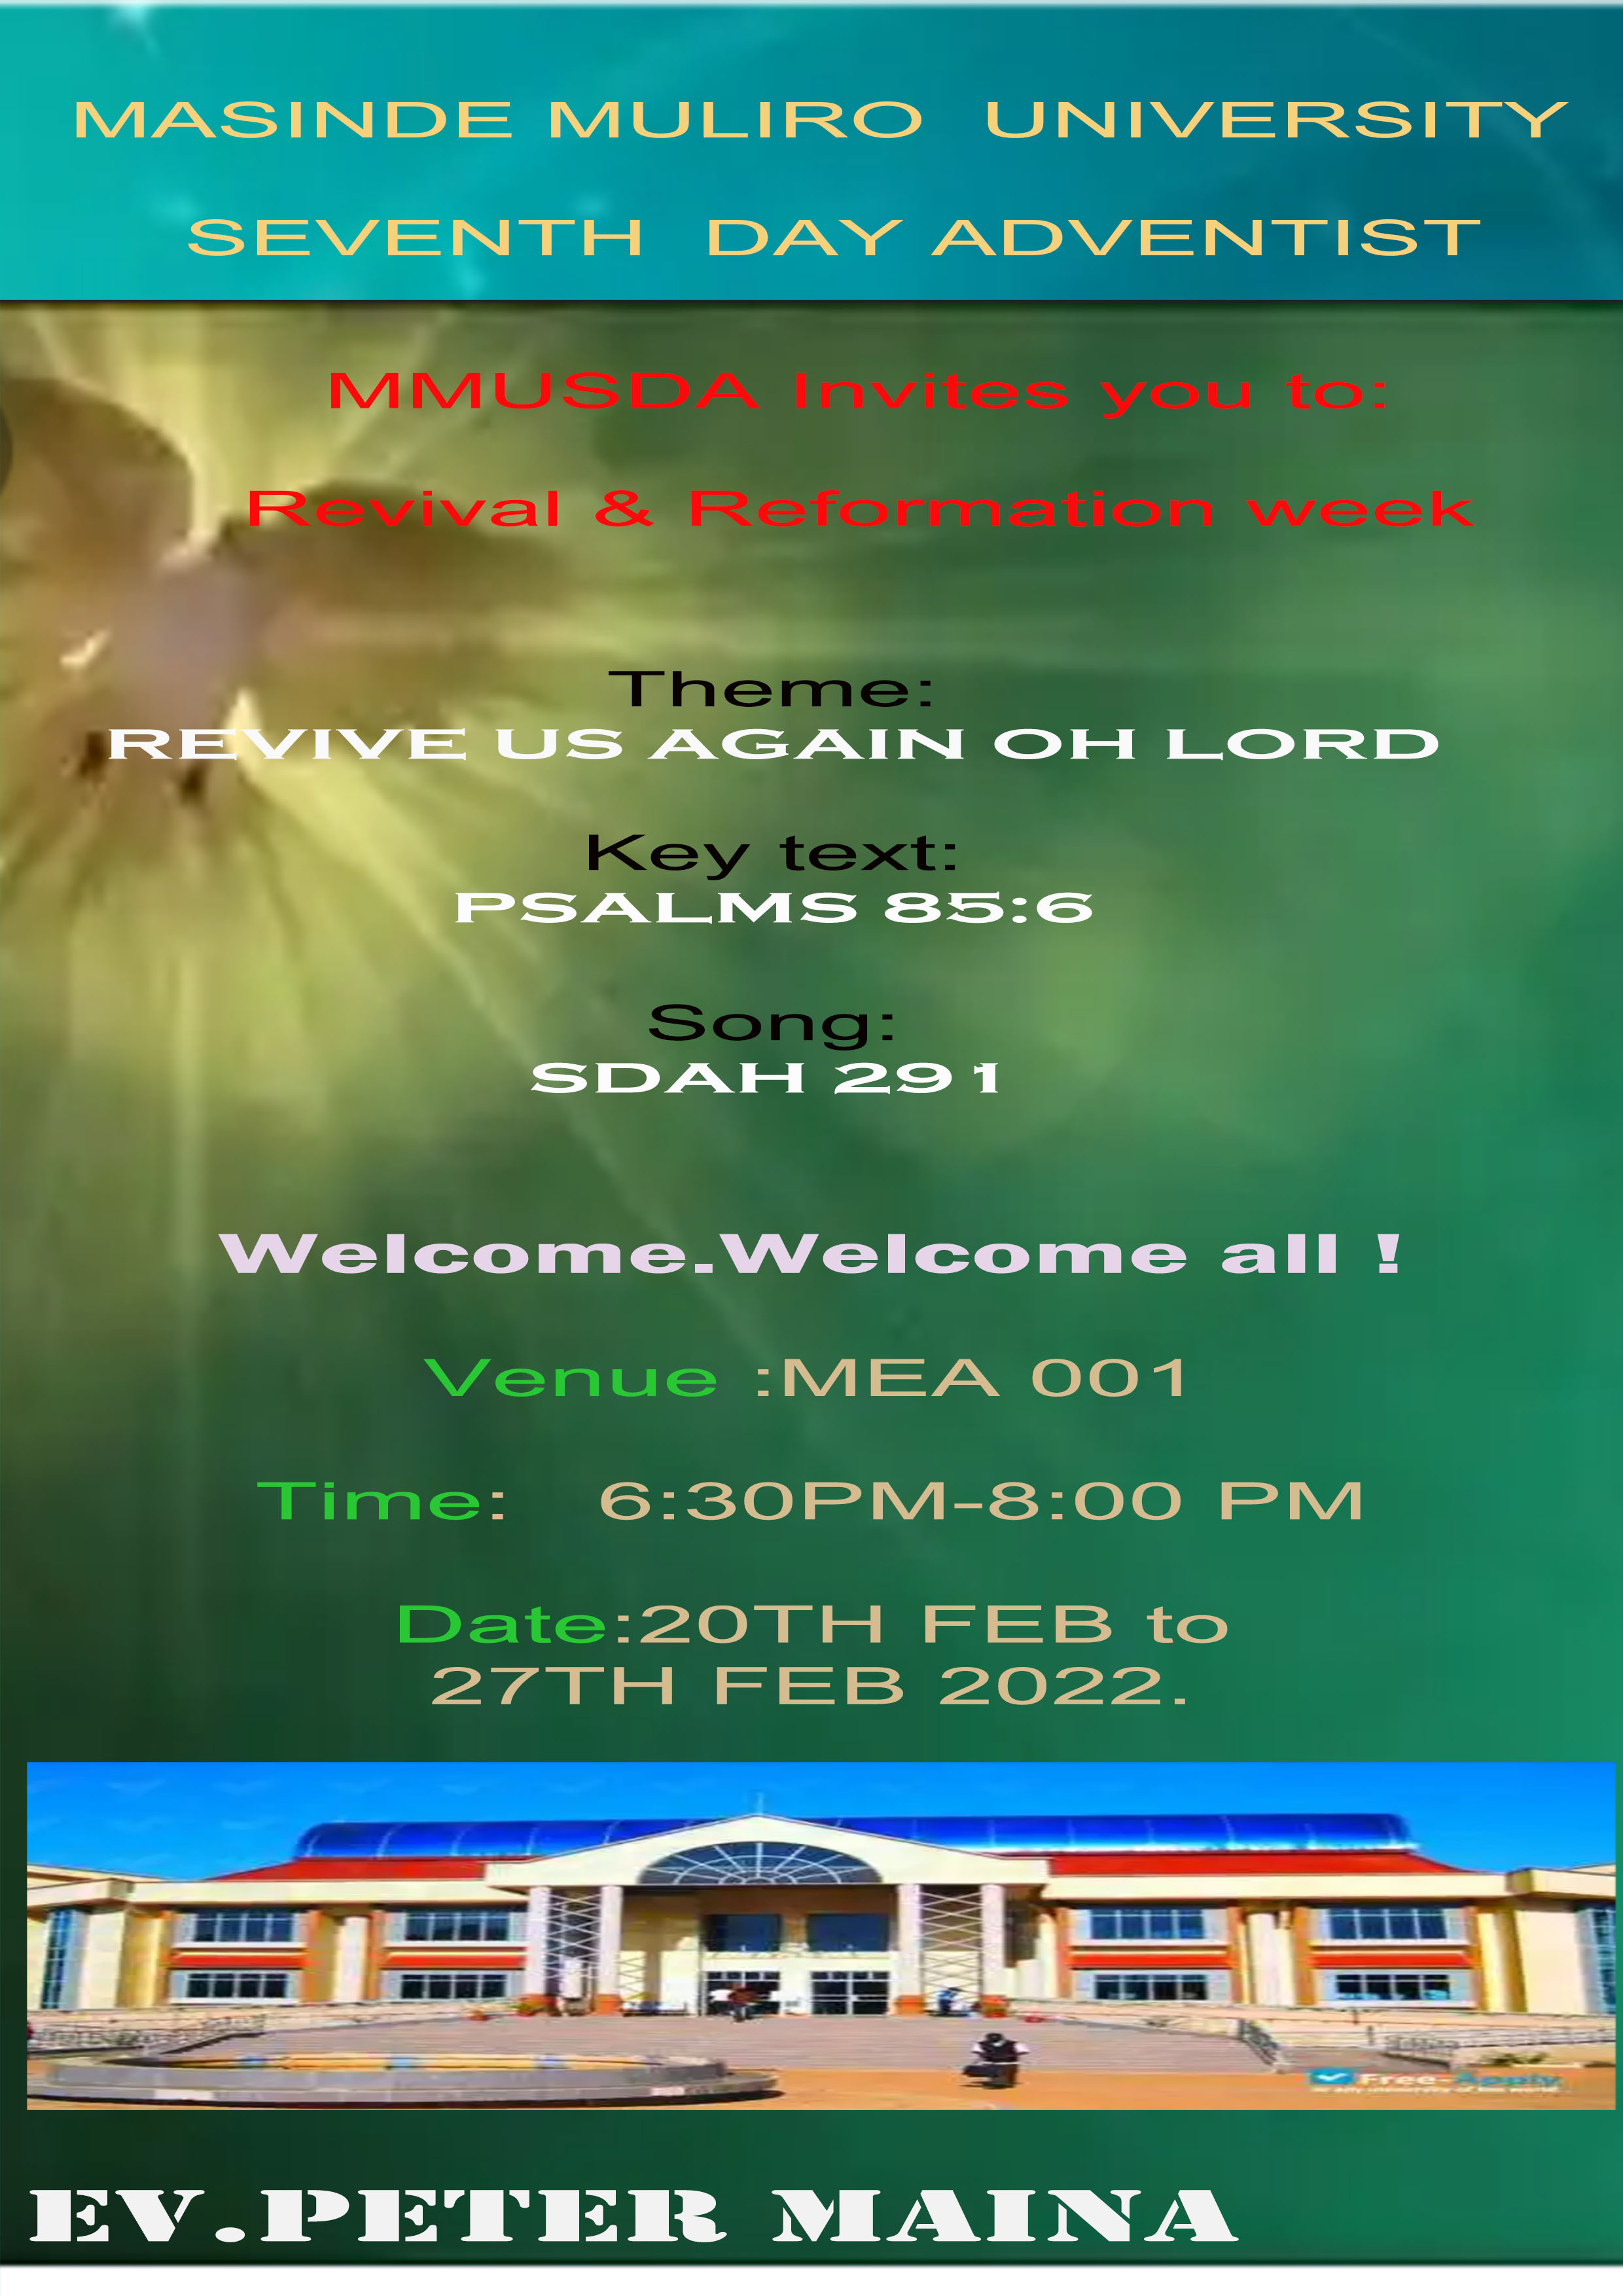 MASINDE MULIRO UNIVERSITY
SEVENTH DAY ADVENTIST
MMUSDA Invites you to:
Revival & Reformation week
Theme:
REVIVE US AGAIN OH LORD
Key text:
PSALMS 85:6
Song:
SDAH 291
Welcome.Welcome all !
Venue :MEA 001
Time: 6:30PM-8:00 PM
Date:20TH FEB to
27TH FEB 2022.
Free-Apply
EV.PETER MAINA